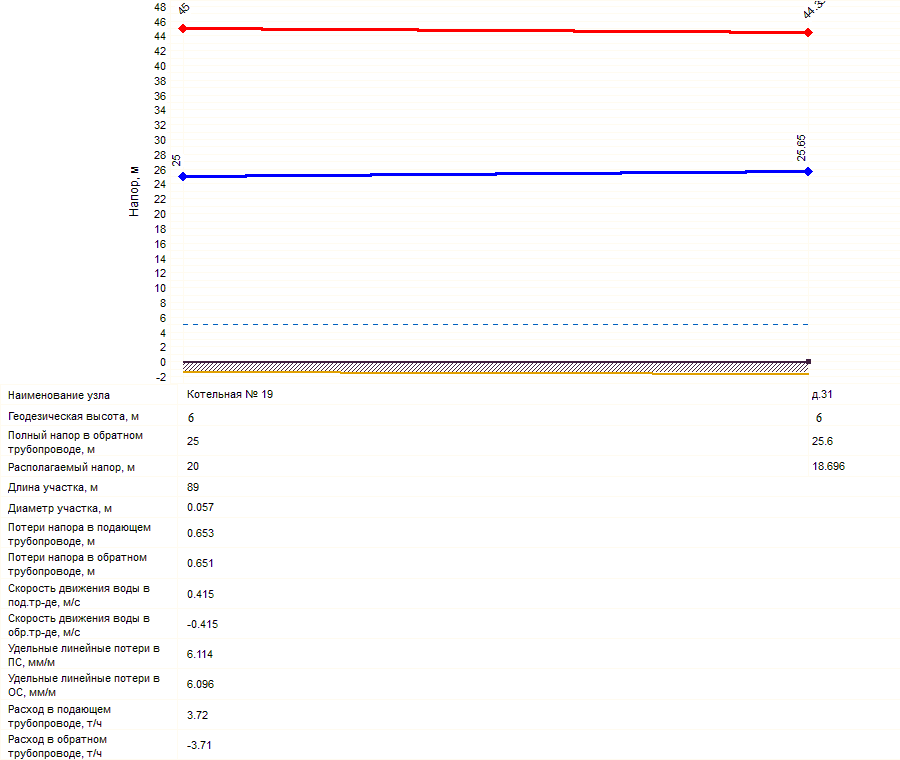 48
45
44.3
46
44
42
40
38
36
34
32
30
28
25
25.65
26
24
Напор, м
22
20
18
16
14
12
10
8
6
4
2
0
-2
Наименование узла Котельная № 19 д.31
Геодезическая высота, м 6 6
Полный напор в обратном
трубопроводе, м 25 25.6
Располагаемый напор, м 20 18.696
Длина участка, м 89
Диаметр участка, м 0.057
Потери напора в подающем
трубопроводе, м 0.653
Потери напора в обратном
трубопроводе, м 0.651
Скорость движения воды в
под.тр-де, м/с 0.415
Скорость движения воды в
обр.тр-де, м/с -0.415
Удельные линейные потери в
ПС, мм/м 6.114
Удельные линейные потери в
ОС, мм/м 6.096
Расход в подающем
трубопроводе, т/ч 3.72
Расход в обратном
трубопроводе, т/ч -3.71